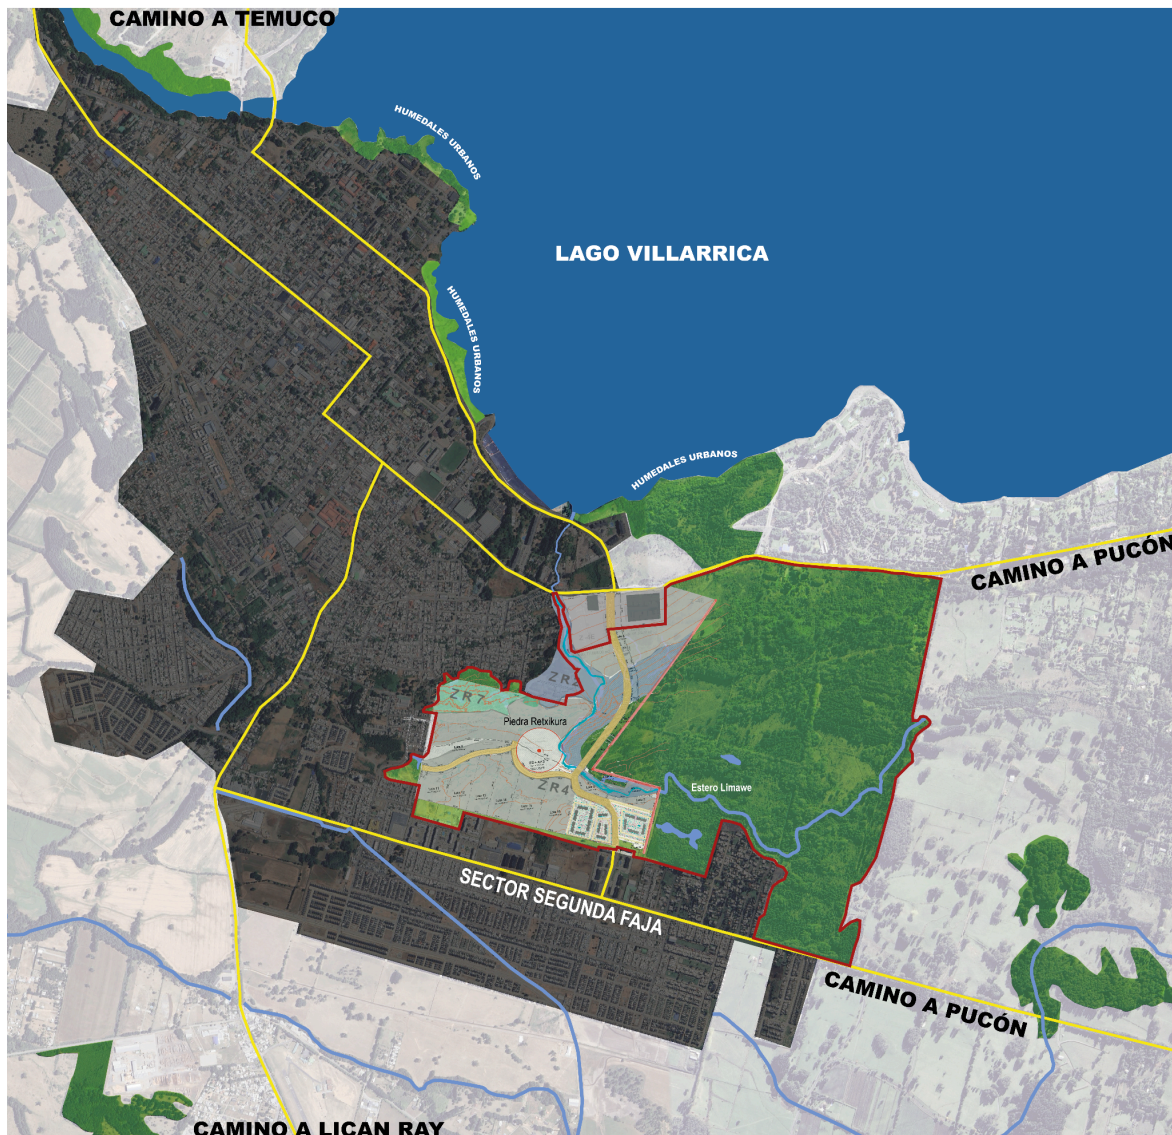 CAMINO A TEMUCO
HUMEDALES URBANOS
LAGO VILLARRICA
HUMEDALES URBANOS
HUMEDALES URBANOS
CAMINO A PUCÓN
ZR
ZR7
Piedra Retxikura
ZR4
Estero Limawe
SECTOR SEGUNDA FAJA
CAMINO A PUCÓN
CAMINO A LICAN RAY